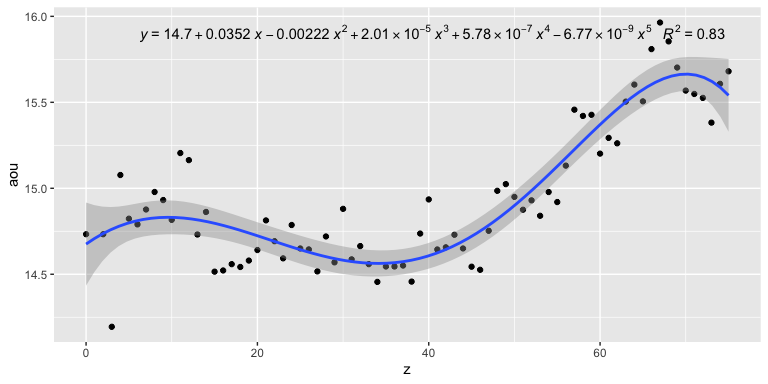 16.0
y = 14.7 + 0.0352 x − 0.00222 x² + 2.01 × 10⁻⁵ x³ + 5.78 × 10⁻⁷ x⁴ − 6.77 × 10⁻⁹ x⁵ R² = 0.83
15.5
aou
15.0
14.5
0 20 40 60
z